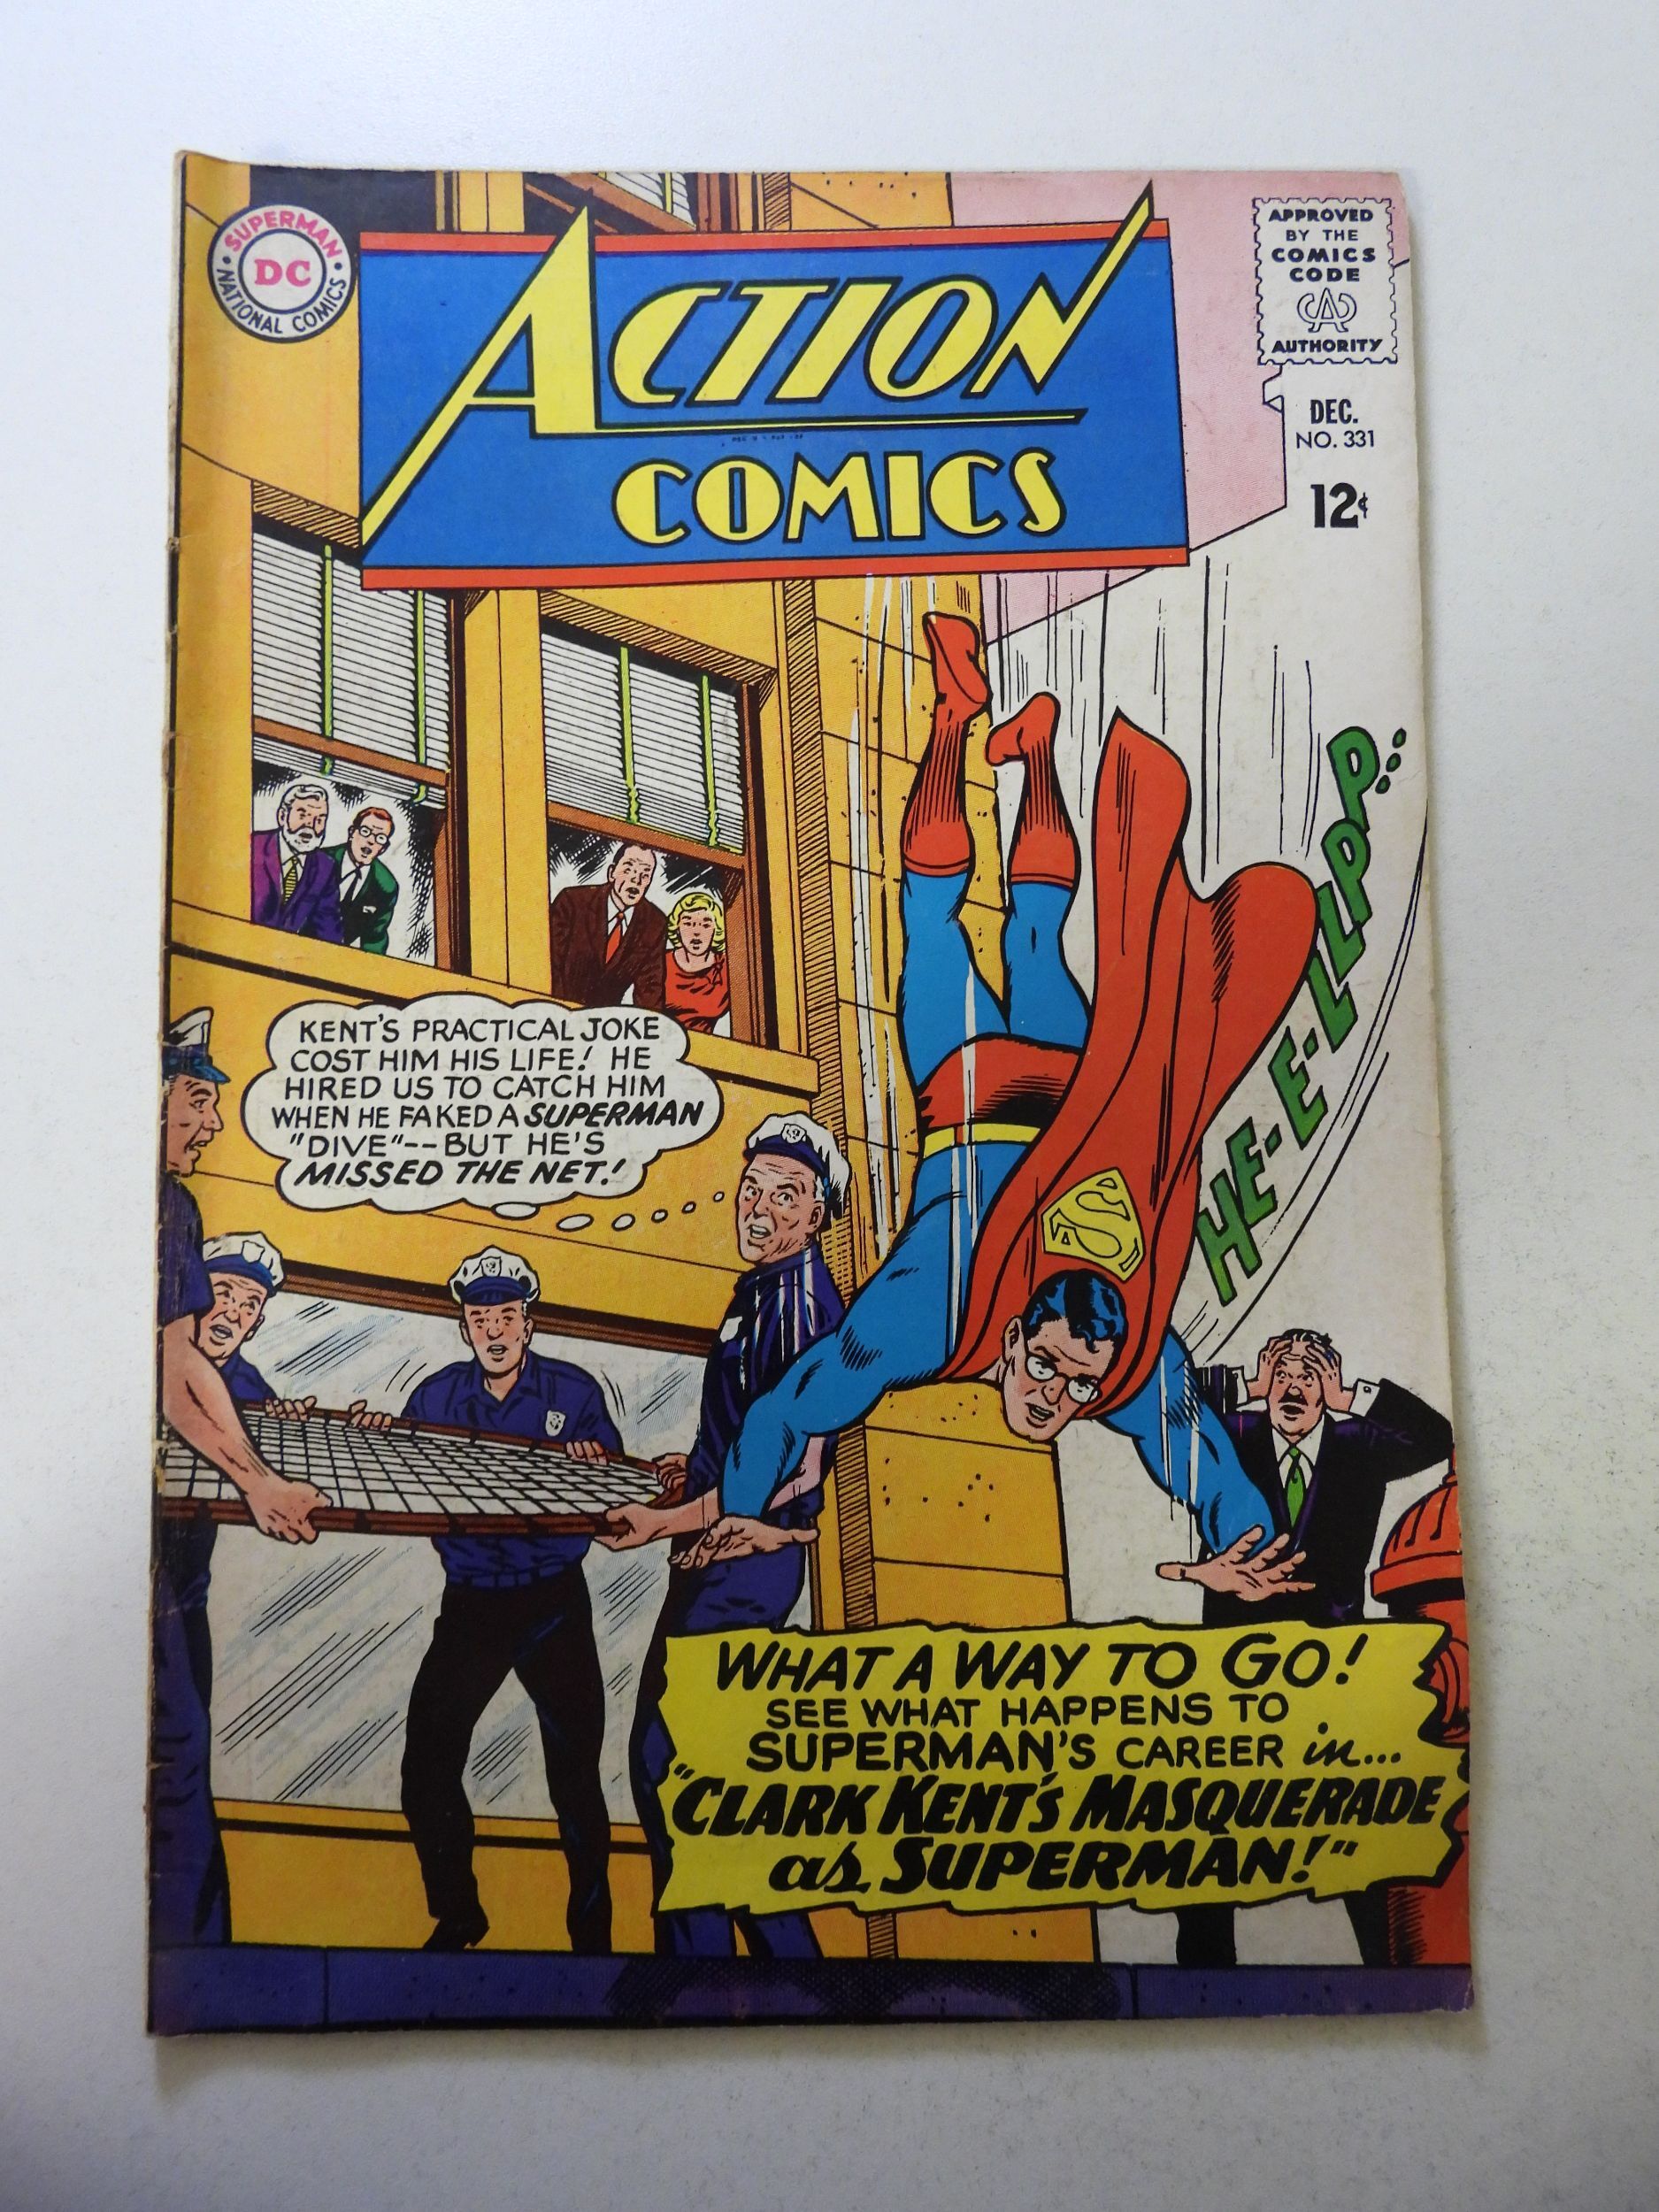 SUPERMAN
DC
NATIONAL COMICS
ACTION
COMICS
APPROVED
BY THE
COMICS
CODE
CA
AUTHORITY
DEC.
NO. 331
12¢
HE-E-E-LLPP...
KENT'S PRACTICAL JOKE
COST HIM HIS LIFE! HE
HIRED US TO CATCH HIM
WHEN HE FAKED A SUPERMAN
"DIVE"--BUT HE'S
MISSED THE NET!
S
WHAT A WAY TO GO!
SEE WHAT HAPPENS TO
SUPERMAN'S CAREER in...
"CLARK KENT'S MASQUERADE
as SUPERMAN!"